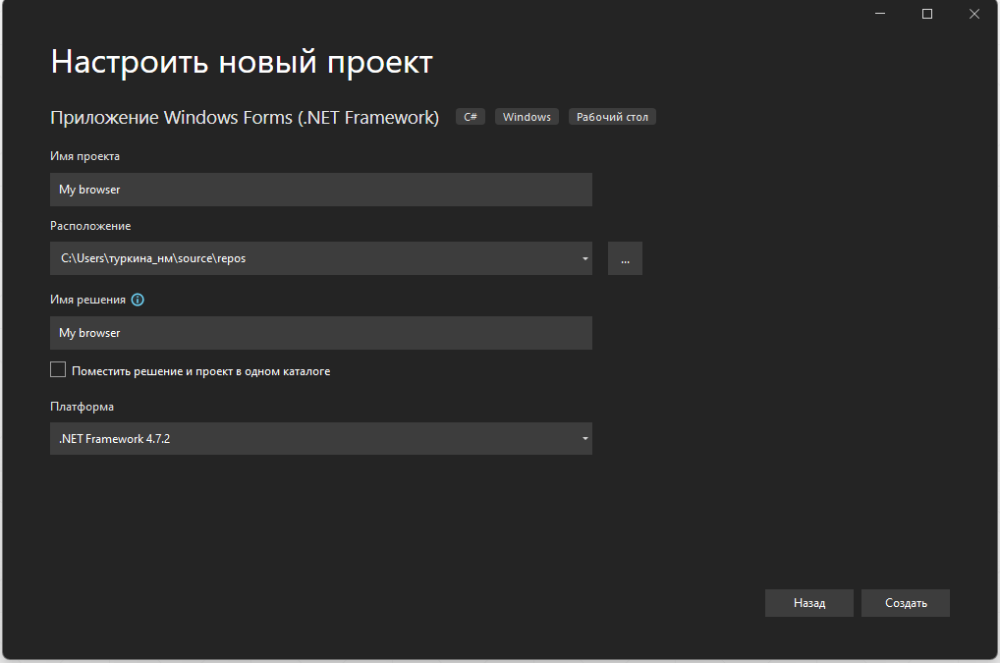 Настроить новый проект
Приложение Windows Forms (.NET Framework) C# Windows Рабочий стол
Имя проекта
My browser
Расположение
C:\Users\туркина_нм\source\repos
...
Имя решения
My browser
Поместить решение и проект в одном каталоге
Платформа
.NET Framework 4.7.2
Назад Создать